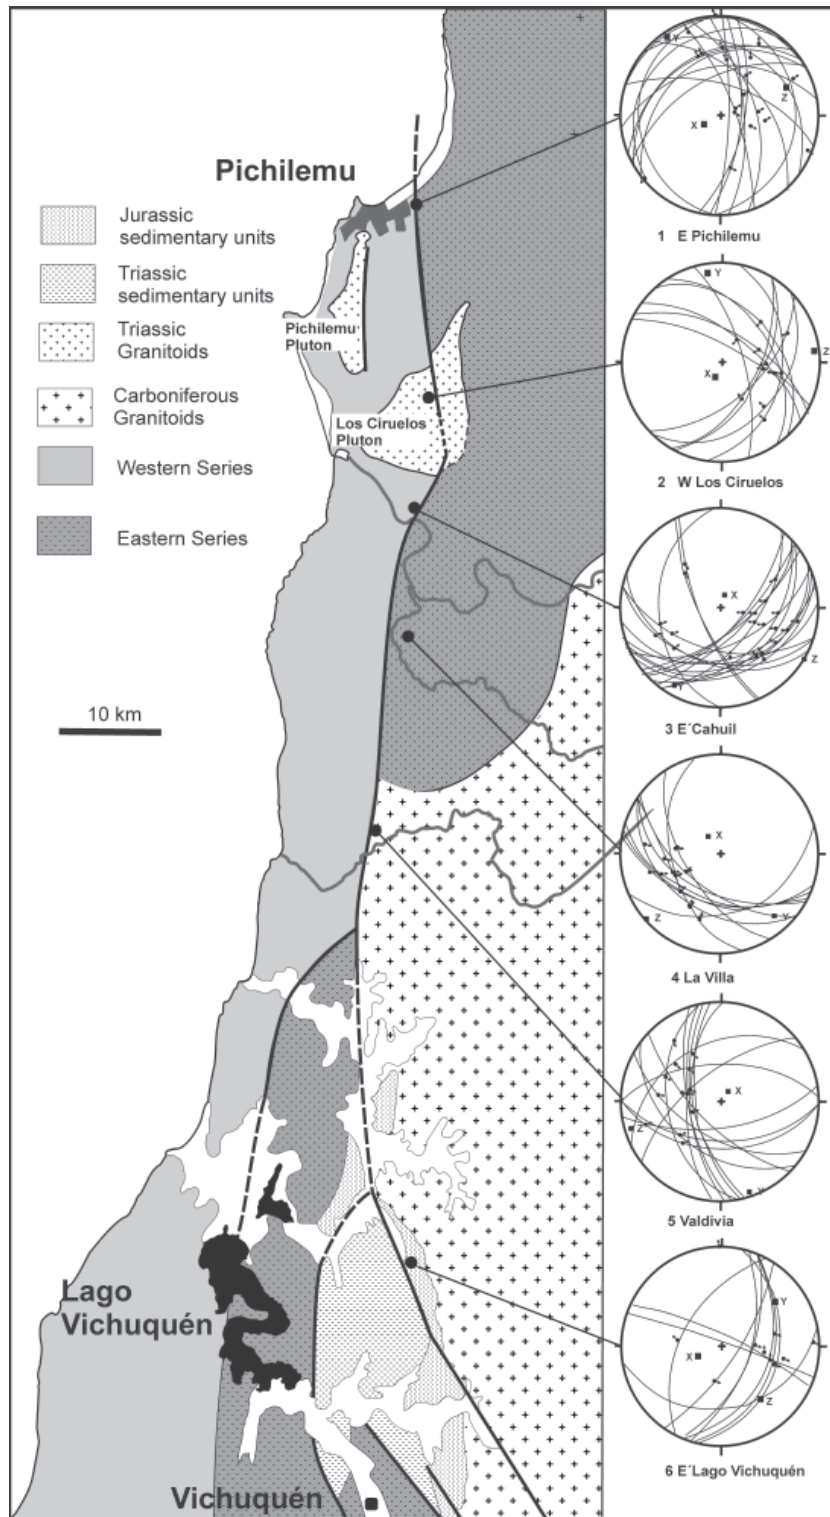 Pichilemu
Jurassic
sedimentary units
Triassic
sedimentary units
Triassic
Granitoids
Carboniferous
Granitoids
Western Series
Eastern Series
Pichilemu
Pluton
Los Ciruelos
Pluton
10 km
Lago
Vichuquén
Vichuquén
Y
Z
X
1 E Pichilemu
Y
Z
X
2 W Los Ciruelos
X
Z
Y
3 E´Cahuil
X
Z
Y
4 La Villa
X
Z
Y
5 Valdivia
Y
X
Z
6 E´Lago Vichuquén